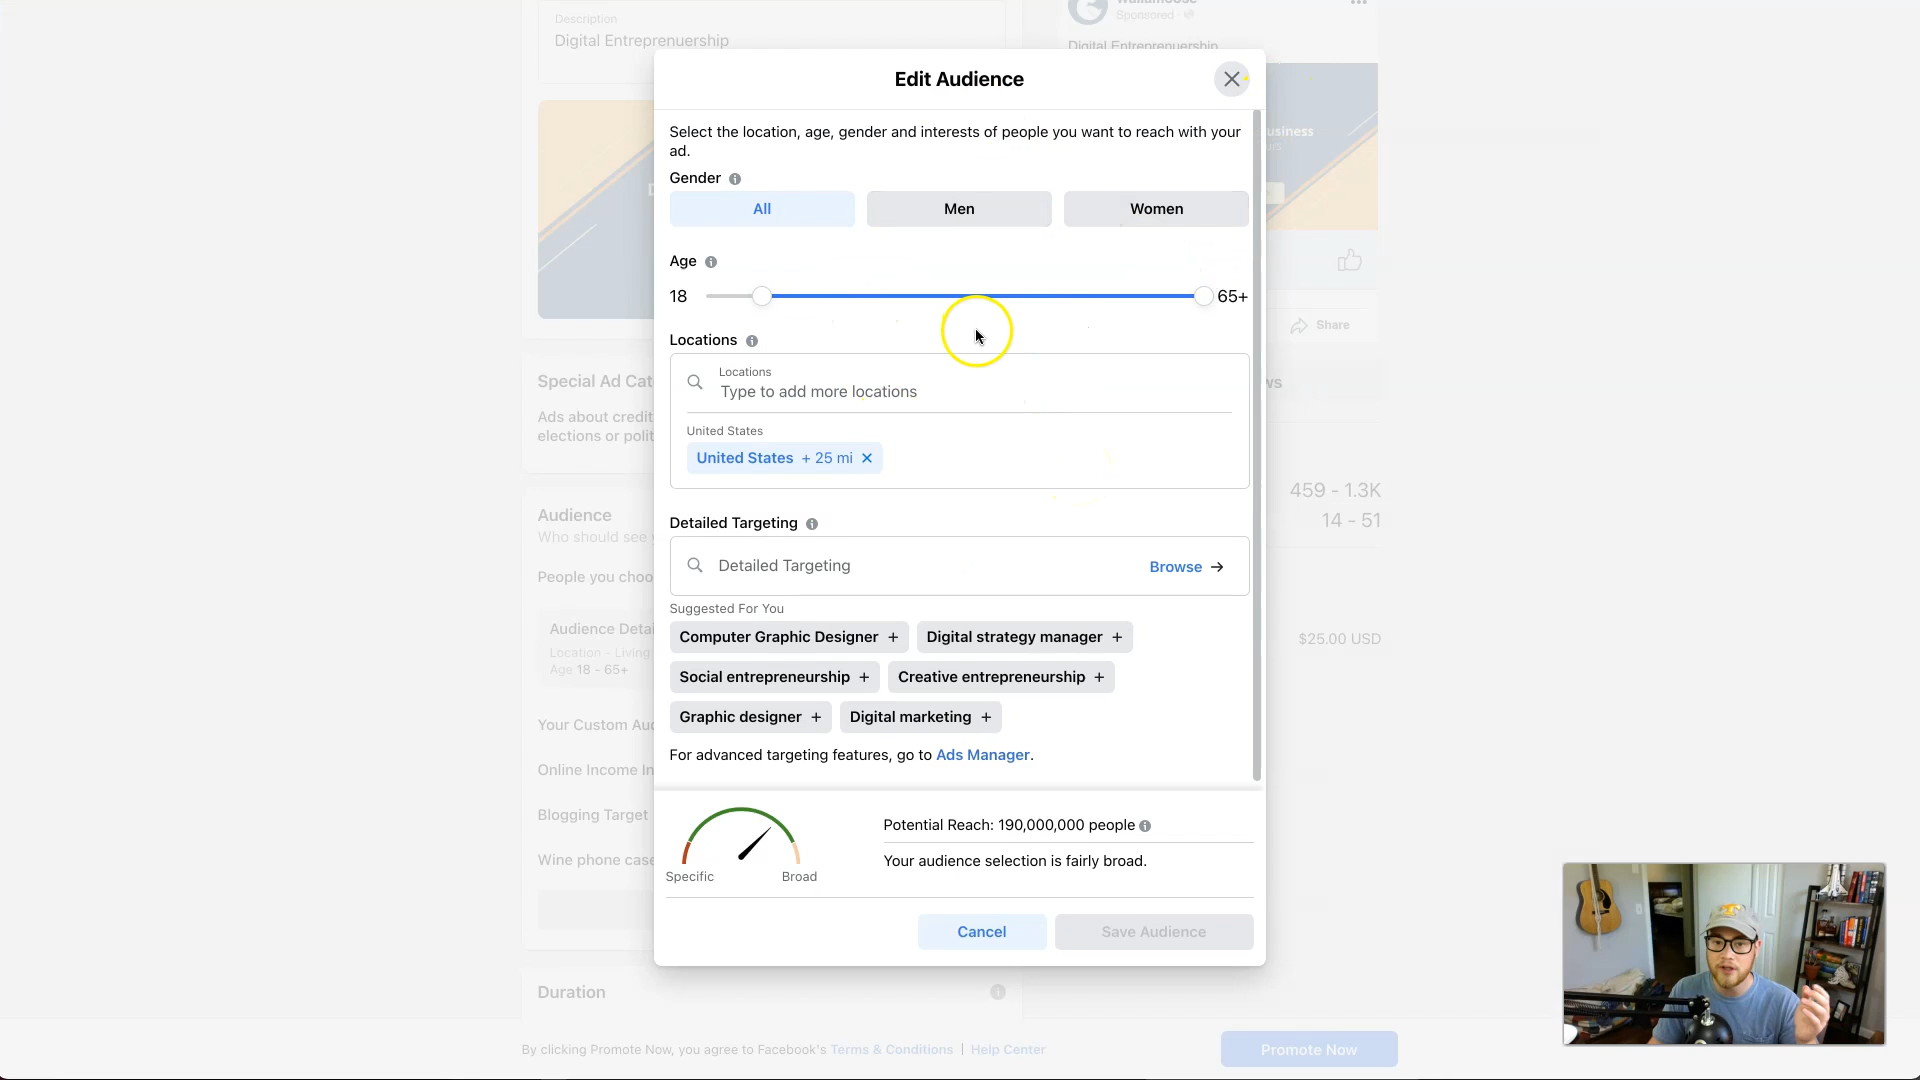 Description
Digital Entreprenuership
Sponsored
Digital Entreprenuership
Edit Audience
Select the location, age, gender and interests of people you want to reach with your
ad.
Gender
All
Men
Women
usiness
Age
18
65+
Share
Locations
Locations
Type to add more locations
United States
United States + 25 mi
Special Ad Cat
Ads about credit
elections or polit
ws
459 - 1.3K
14 - 51
Audience
Who should see
People you choo
Detailed Targeting
Detailed Targeting
Browse →
Suggested For You
Computer Graphic Designer +
Digital strategy manager +
Social entrepreneurship +
Creative entrepreneurship +
Graphic designer +
Digital marketing +
For advanced targeting features, go to Ads Manager.
Audience Detai
Location - Living
Age 18 - 65+
$25.00 USD
Your Custom Aud
Online Income In
Blogging Target
Wine phone case
Specific
Broad
Potential Reach: 190,000,000 people
Your audience selection is fairly broad.
Cancel
Save Audience
Duration
By clicking Promote Now, you agree to Facebook's Terms & Conditions | Help Center
Promote Now